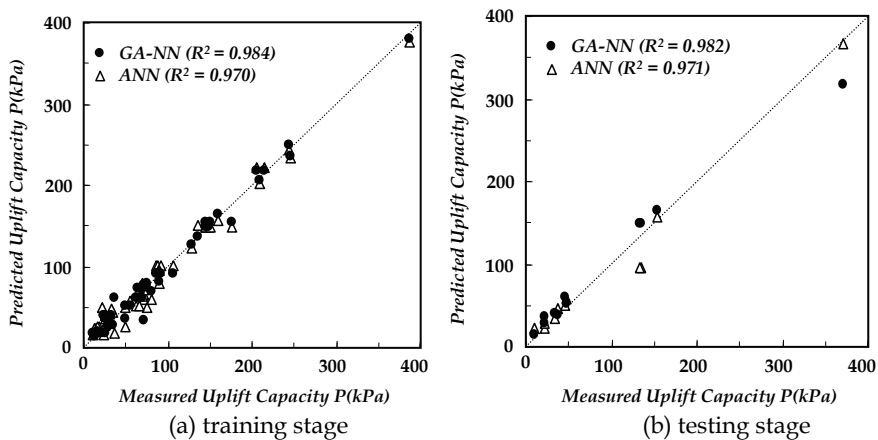 400
300
200
100
0
Predicted Uplift Capacity P(kPa)
GA-NN (R² = 0.984)
ANN (R² = 0.970)
0 100 200 300 400
Measured Uplift Capacity P(kPa)
(a) training stage
400
300
200
100
0
Predicted Uplift Capacity P(kPa)
GA-NN (R² = 0.982)
ANN (R² = 0.971)
0 100 200 300 400
Measured Uplift Capacity P(kPa)
(b) testing stage